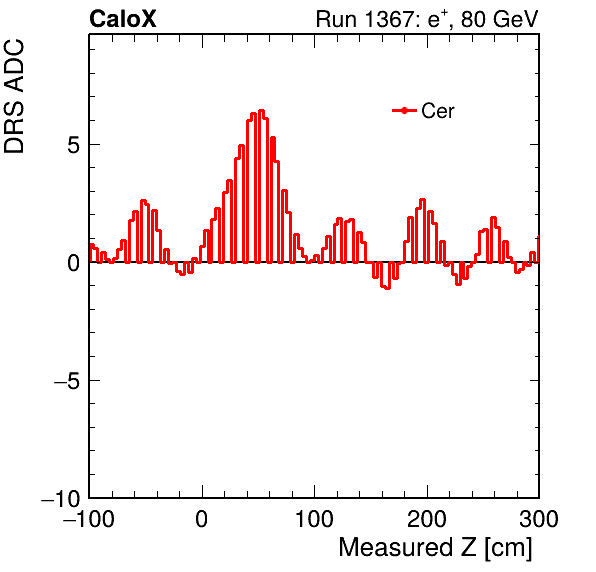 CaloX
Run 1367: e+, 80 GeV
DRS ADC
Cer
5
0
−5
−10
−100 0 100 200 300
Measured Z [cm]